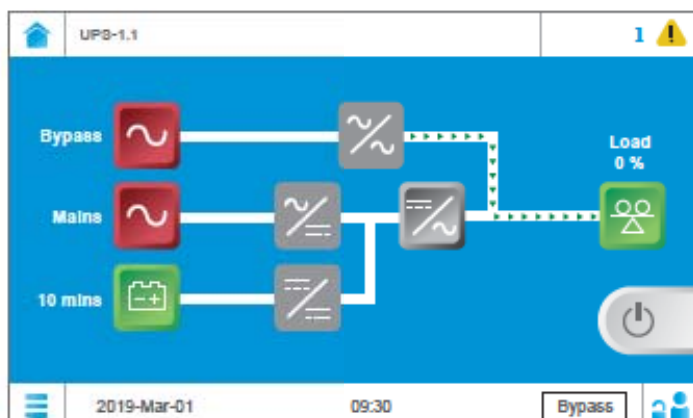 UPS-1.1
1
Bypass
Load
0 %
Mains
10 mins
2019-Mar-01 09:30 Bypass